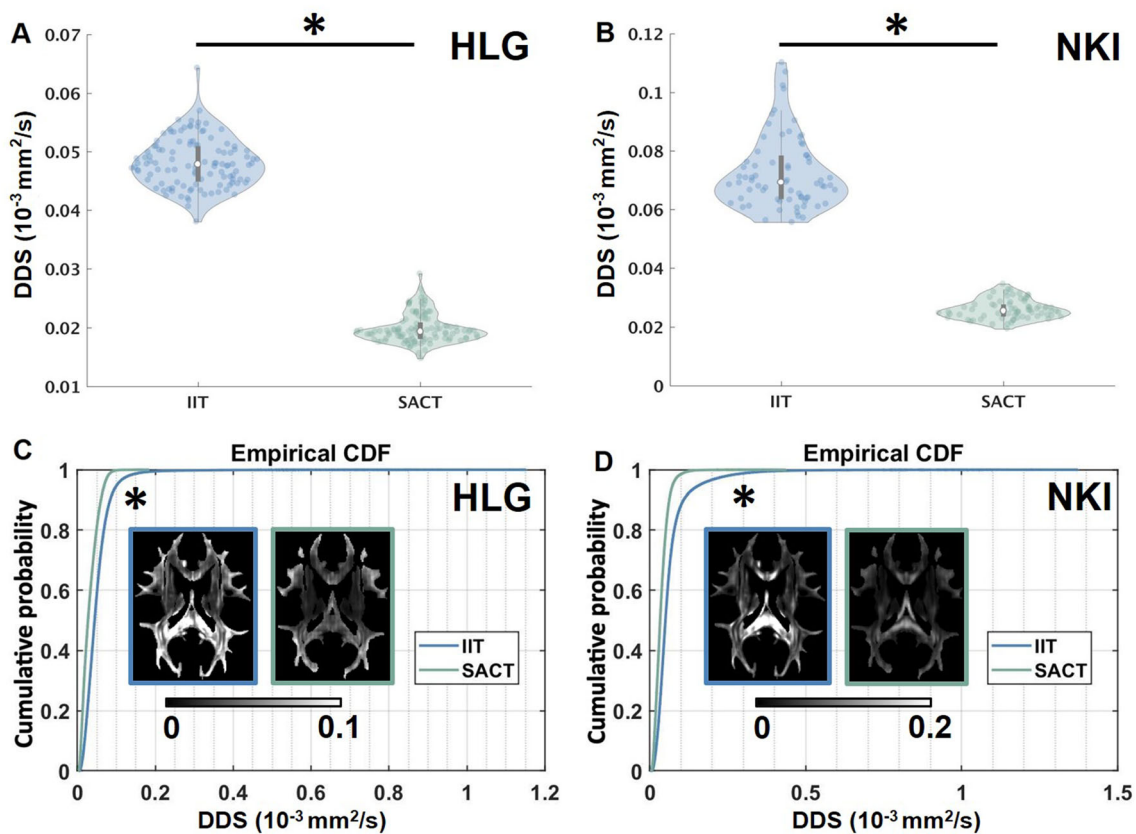 A
*
HLG
DDS (10-3 mm2/s)
0.07
0.06
0.05
0.04
0.03
0.02
0.01
IIT
SACT
B
*
NKI
DDS (10-3 mm2/s)
0.12
0.1
0.08
0.06
0.04
0.02
0
IIT
SACT
C
Empirical CDF
HLG
*
Cumulative probability
1
0.8
0.6
0.4
0.2
0
IIT
SACT
0
0.1
0
0.2
0.4
0.6
0.8
1
1.2
DDS (10-3 mm2/s)
D
Empirical CDF
NKI
*
Cumulative probability
1
0.8
0.6
0.4
0.2
0
IIT
SACT
0
0.2
0
0.5
1
1.5
DDS (10-3 mm2/s)